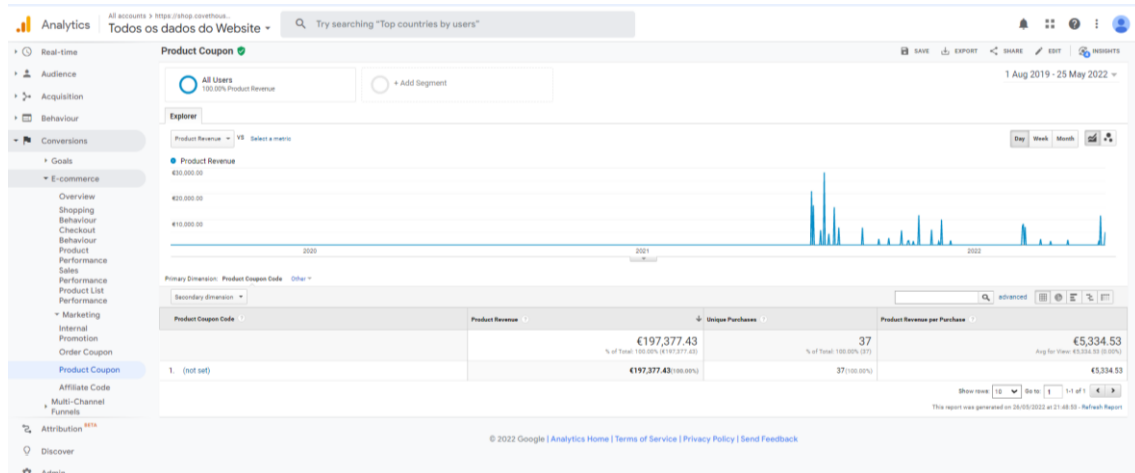 Analytics
All accounts > https://shop.covethous...
Todos os dados do Website
Try searching "Top countries by users"
Real-time
Audience
Acquisition
Behaviour
Conversions
Goals
E-commerce
Overview
Shopping
Behaviour
Checkout
Behaviour
Product
Performance
Sales
Performance
Product List
Performance
Marketing
Internal
Promotion
Order Coupon
Product Coupon
Affiliate Code
Multi-Channel
Funnels
Attribution BETA
Discover
Admin
Product Coupon
SAVE EXPORT SHARE EDIT INSIGHTS
All Users
100.00% Product Revenue
+ Add Segment
1 Aug 2019 - 25 May 2022
Explorer
Product Revenue VS Select a metric
Day Week Month
Product Revenue
€30,000.00
€20,000.00
€10,000.00
2020 2021 2022
Primary Dimension: Product Coupon Code Other
Secondary dimension
advanced
Product Coupon Code Product Revenue Unique Purchases Product Revenue per Purchase
€197,377.43 37 €5,334.53
% of Total: 100.00% (€197,377.43) % of Total: 100.00% (37) Avg for View: €5,334.53 (0.00%)
1. (not set) €197,377.43(100.00%) 37(100.00%) €5,334.53
Show rows: 10 Go to: 1 1-1 of 1
This report was generated on 26/05/2022 at 21:48:55 - Refresh Report
© 2022 Google | Analytics Home | Terms of Service | Privacy Policy | Send Feedback